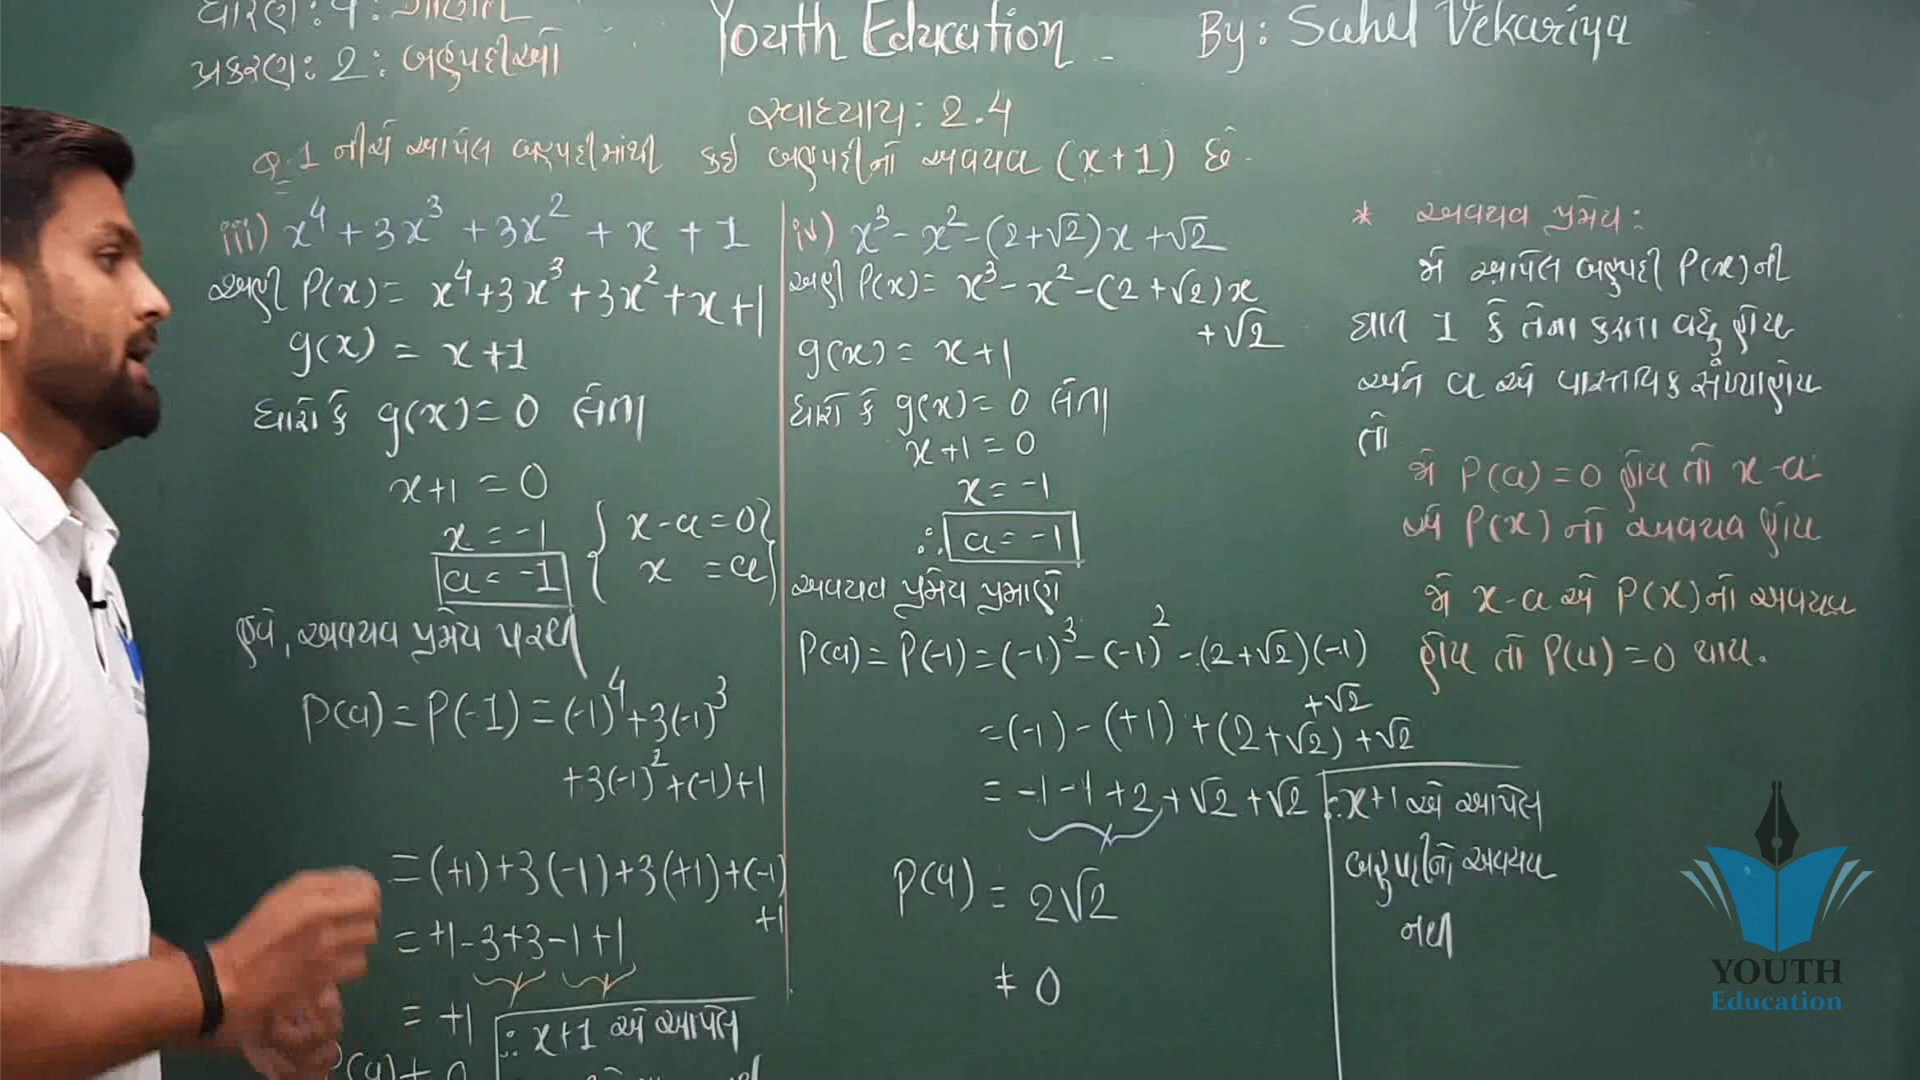 ધોરણ: 9 : ગણિત
પ્રકરણ: 2 : બહુપદીઓ
Youth Education
By: Sahil Vekariya
સ્વાધ્યાય: 2.4
Q.1 નીચે આપેલ બહુપદીમાંથી કઈ બહુપદીનો અવયવ (x+1) છે.
iii) x⁴ + 3x³ + 3x² + x + 1
અહી P(x) = x⁴+3x³+3x²+x+1
g(x) = x+1
ધારો કે g(x)=0 લેતા
x+1 = 0
x = -1
a = -1
{ x-a=0
x = a }
હવે, અવયવ પ્રમેય પરથી
P(a) = P(-1) = (-1)⁴+3(-1)³
+3(-1)²+(-1)+1
=(+1)+3(-1)+3(+1)+(-1)
+1
= +1-3+3-1+1
= +1
P(a) ≠ 0
∴ x+1 એ આપેલ
iv) x³ - x² - (2+√2)x + √2
અહી P(x) = x³ - x² - (2+√2)x
+√2
g(x) = x+1
ધારો કે g(x)=0 લેતા
x+1 = 0
x = -1
∴ a = -1
અવયવ પ્રમેય પ્રમાણે
P(a) = P(-1) = (-1)³ - (-1)² - (2+√2)(-1)
+√2
=(-1) - (+1) + (2+√2) + √2
= -1-1+2+√2+√2
P(a) = 2√2
≠ 0
∴ x+1 એ આપેલ
બહુપદીનો અવયવ
નથી
* અવયવ પ્રમેય:
જો આપેલ બહુપદી P(x)ની
ઘાત 1 કે તેના કરતા વધુ હોય
અને a એ વાસ્તવિક સંખ્યા હોય
તો
જો P(a)=0 હોય તો x-a
એ P(x) નો અવયવ હોય
જો x-a એ P(x)નો અવયવ
હોય તો P(a)=0 થાય.
YOUTH
Education